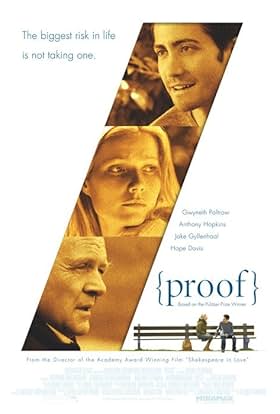 The biggest risk in life
is not taking one.
Gwyneth Paltrow
Anthony Hopkins
Jake Gyllenhaal
Hope Davis
{proof}
Based on the Pulitzer Prize Winner
From the Director of the Academy Award Winning Film "Shakespeare in Love"
MIRAMAX